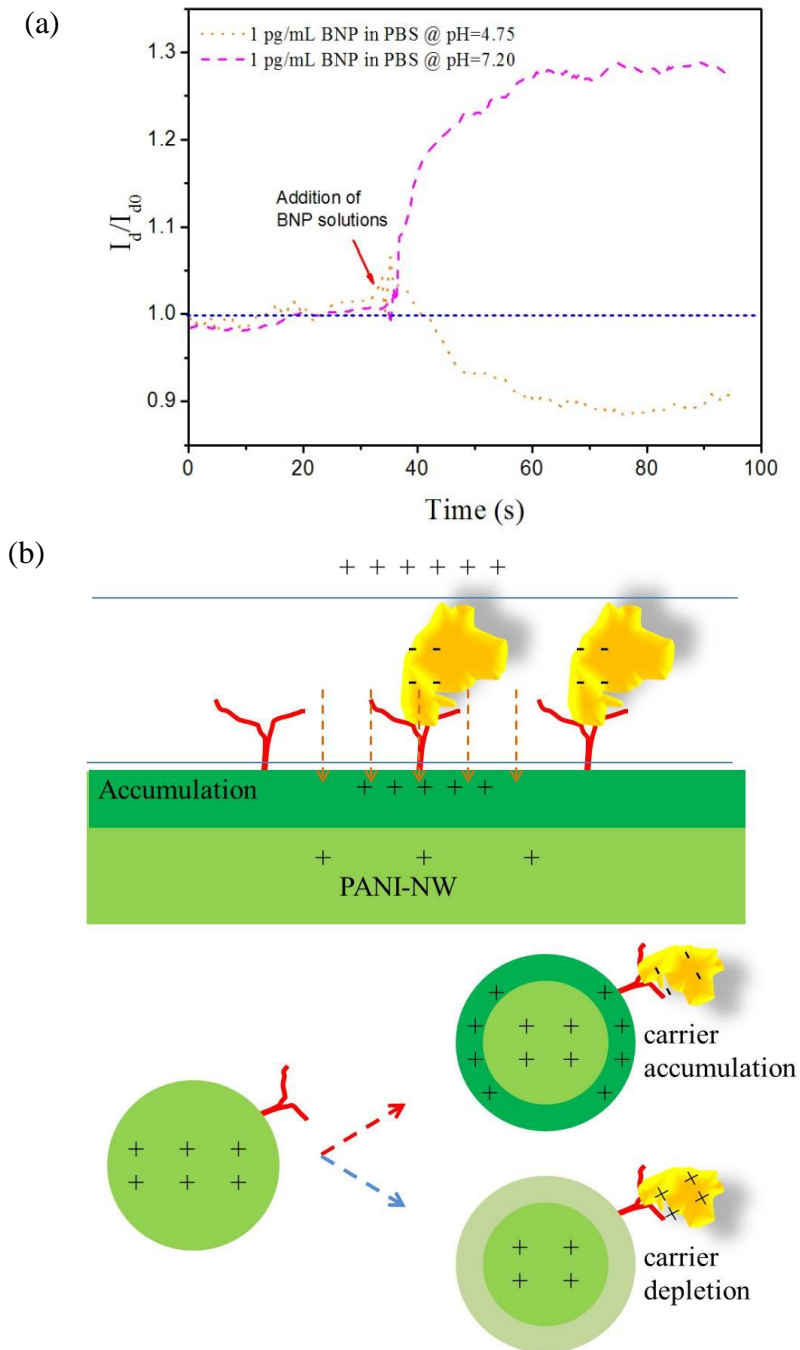 (a)
1 pg/mL BNP in PBS @ pH=4.75
1 pg/mL BNP in PBS @ pH=7.20
1.3
1.2
1.1
1.0
0.9
I_d/I_d0
Addition of
BNP solutions
0 20 40 60 80 100
Time (s)
(b)
+ + + + + +
- -
- -
- -
- -
Accumulation
+ + + + +
+ + +
PANI-NW
carrier
accumulation
carrier
depletion